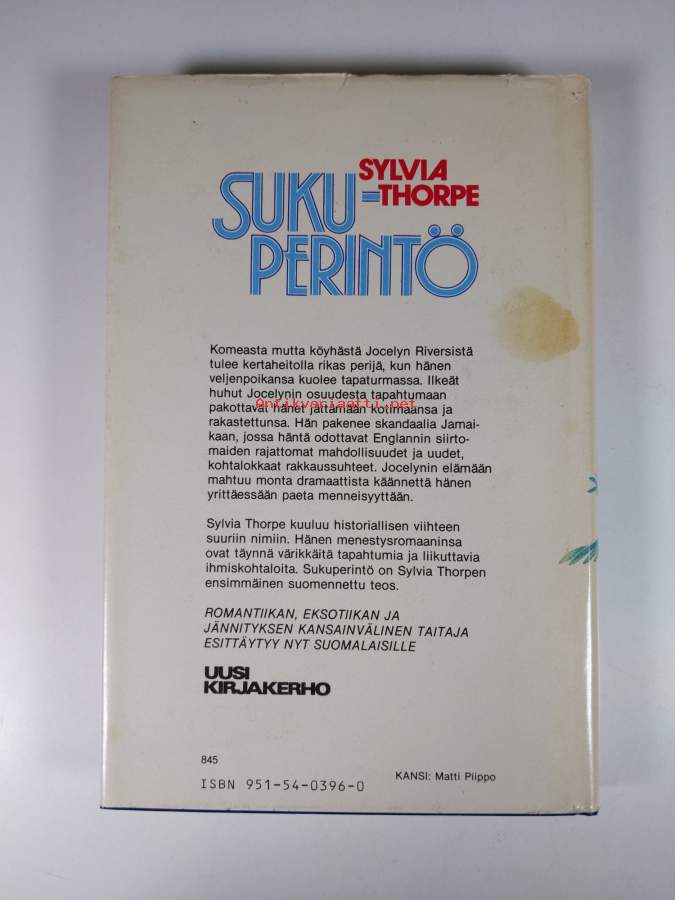 SYLVIA
SUKU=THORPE
PERINTÖ
Komeasta mutta köyhästä Jocelyn Riversistä
tulee kertaheitolla rikas perijä, kun hänen
veljenpoikansa kuolee tapaturmassa. Ilkeät
huhut Jocelynin osuudesta tapahtumaan
Antikvariaatti.net
pakottavat hänet jättämään kotimaansa ja
rakastettunsa. Hän pakenee skandaalia Jamai-
kaan, jossa häntä odottavat Englannin siirto-
maiden rajattomat mahdollisuudet ja uudet,
kohtalokkaat rakkaussuhteet. Jocelynin elämään
mahtuu monta dramaattista käännettä hänen
yrittäessään paeta menneisyyttään.
Sylvia Thorpe kuuluu historiallisen viihteen
suuriin nimiin. Hänen menestysromaaninsa
ovat täynnä värikkäitä tapahtumia ja liikuttavia
ihmiskohtaloita. Sukuperintö on Sylvia Thorpen
ensimmäinen suomennettu teos.
ROMANTIIKAN, EKSOTIIKAN JA
JÄNNITYKSEN KANSAINVÄLINEN TAITAJA
ESITTÄYTYY NYT SUOMALAISILLE
UUSI
KIRJAKERHO
845
ISBN 951-54-0396-0
KANSI: Matti Piippo